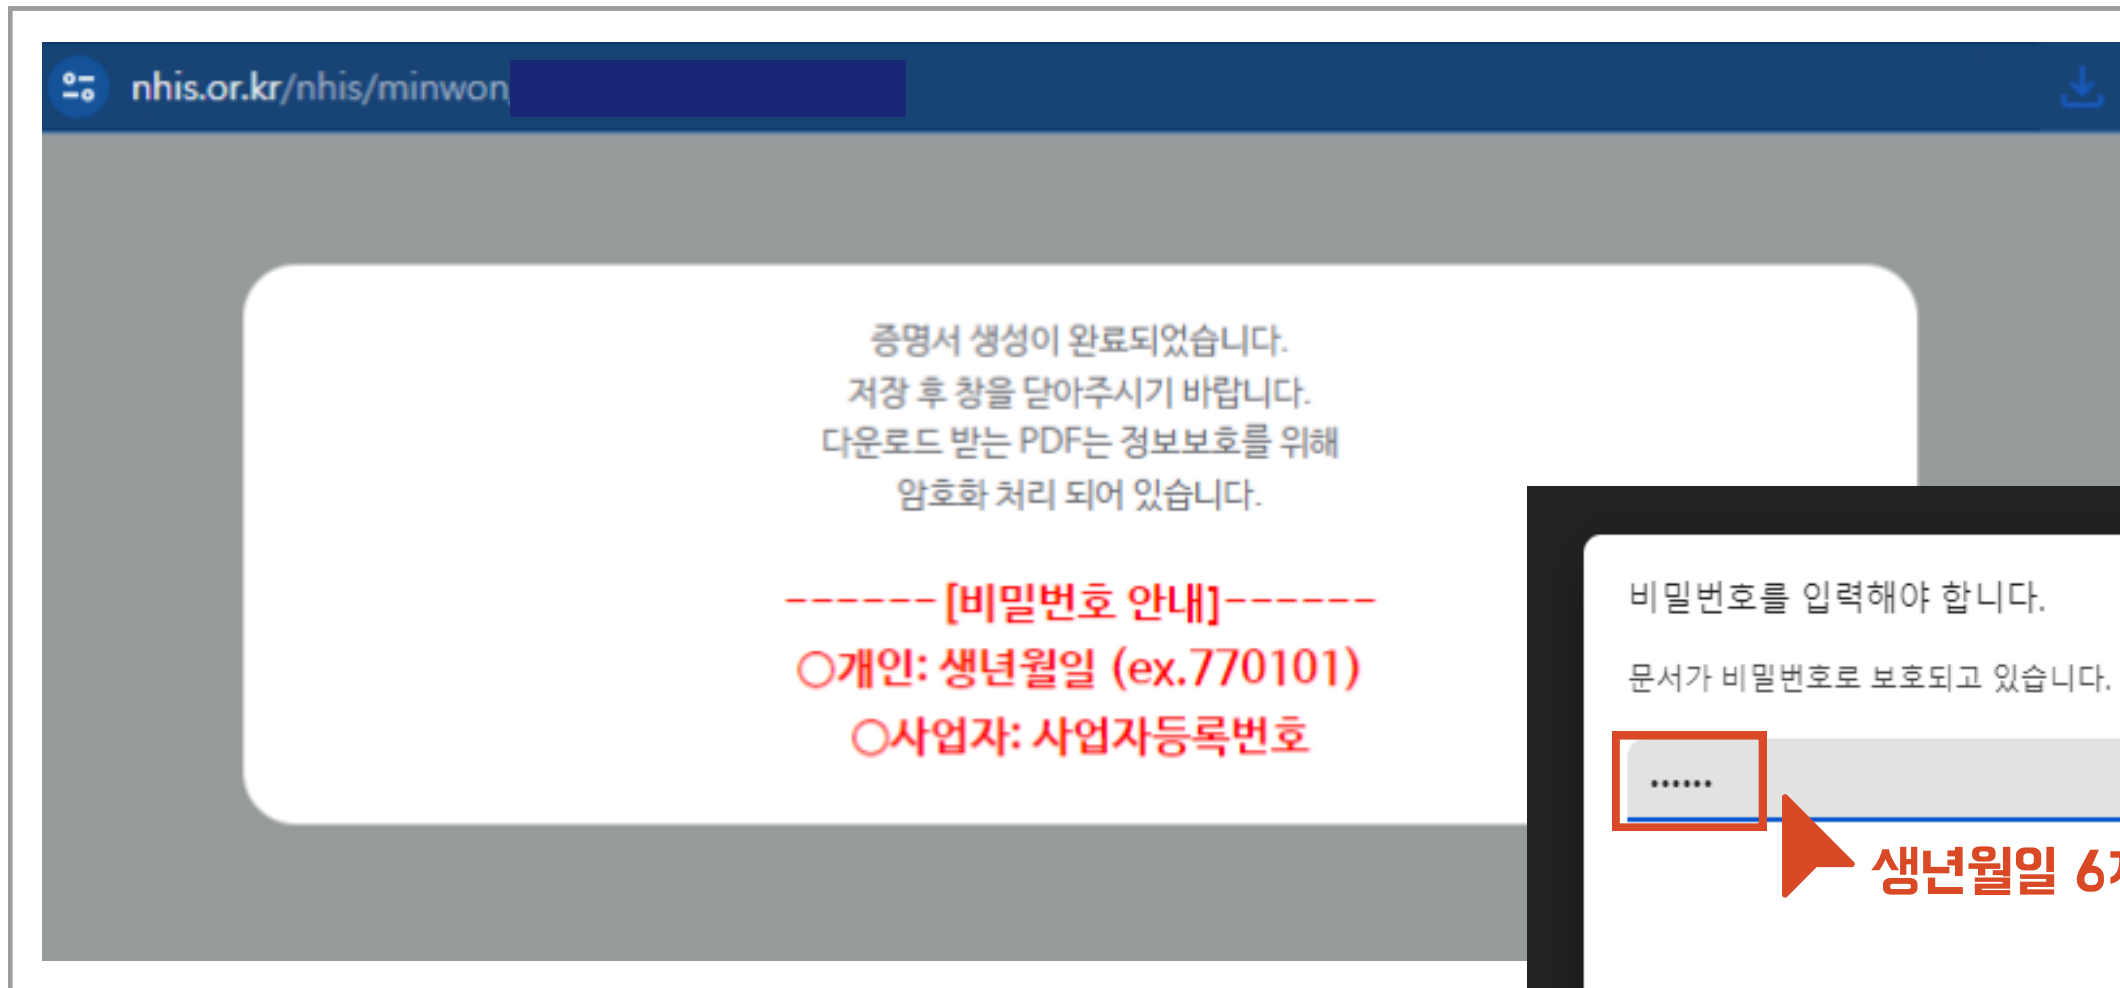 nhis.or.kr/nhis/minwon
증명서 생성이 완료되었습니다.
저장 후 창을 닫아주시기 바랍니다.
다운로드 받는 PDF는 정보보호를 위해
암호화 처리 되어 있습니다.
------[비밀번호 안내]------
○개인: 생년월일 (ex.770101)
○사업자: 사업자등록번호
비밀번호를 입력해야 합니다.
문서가 비밀번호로 보호되고 있습니다.
••••••
생년월일 6